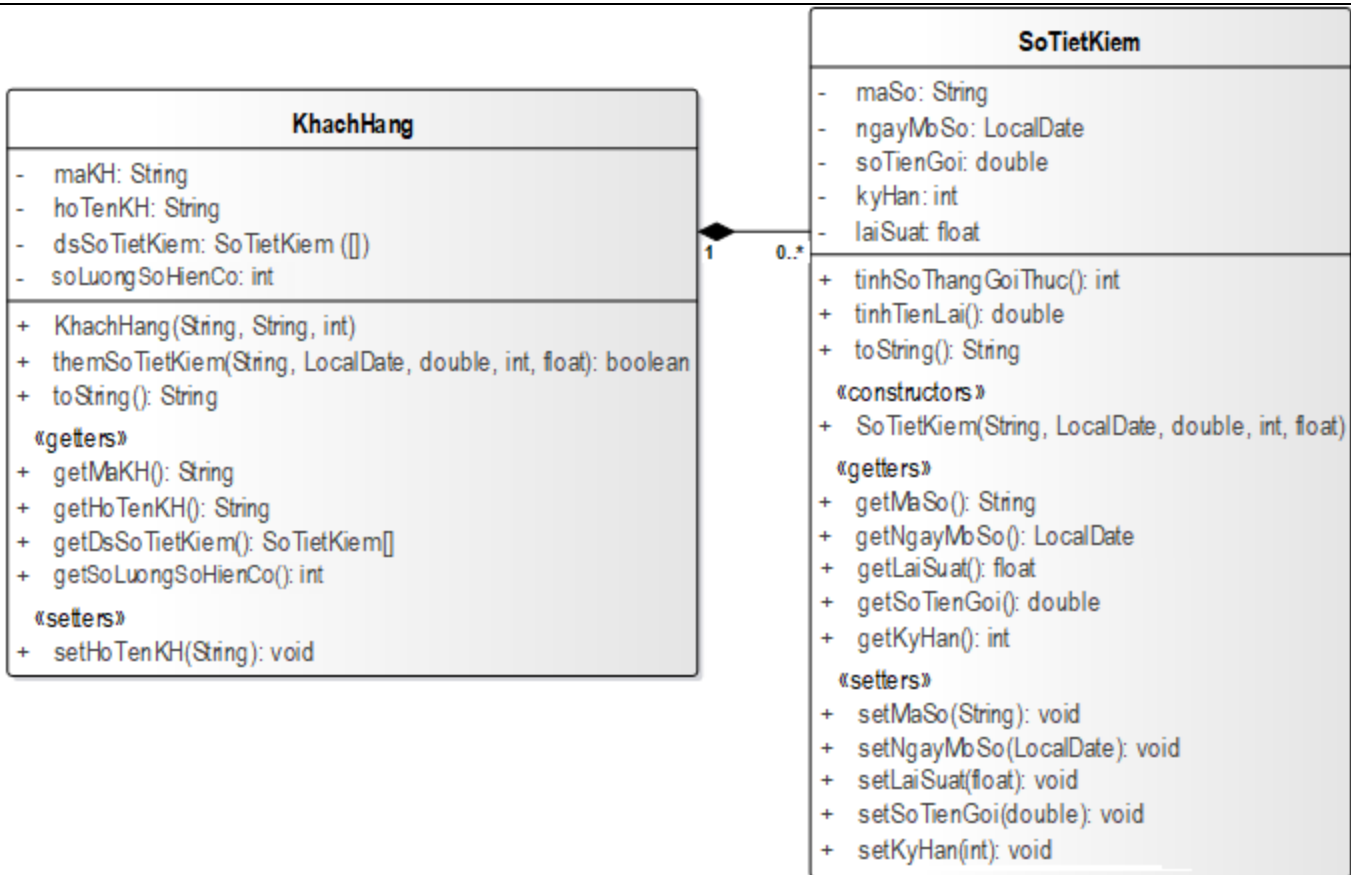 KhachHang
- maKH: String
- hoTenKH: String
- dsSoTietKiem: SoTietKiem ([])
- soLuongSoHienCo: int
+ KhachHang(String, String, int)
+ themSoTietKiem(String, LocalDate, double, int, float): boolean
+ toString(): String
«getters»
+ getMaKH(): String
+ getHoTenKH(): String
+ getDsSoTietKiem(): SoTietKiem[]
+ getSoLuongSoHienCo(): int
«setters»
+ setHoTenKH(String): void
1
0..*
SoTietKiem
- maSo: String
- ngayMoSo: LocalDate
- soTienGoi: double
- kyHan: int
- laiSuat: float
+ tinhSoThangGoiThuc(): int
+ tinhTienLai(): double
+ toString(): String
«constructors»
+ SoTietKiem(String, LocalDate, double, int, float)
«getters»
+ getMaSo(): String
+ getNgayMoSo(): LocalDate
+ getLaiSuat(): float
+ getSoTienGoi(): double
+ getKyHan(): int
«setters»
+ setMaSo(String): void
+ setNgayMoSo(LocalDate): void
+ setLaiSuat(float): void
+ setSoTienGoi(double): void
+ setKyHan(int): void